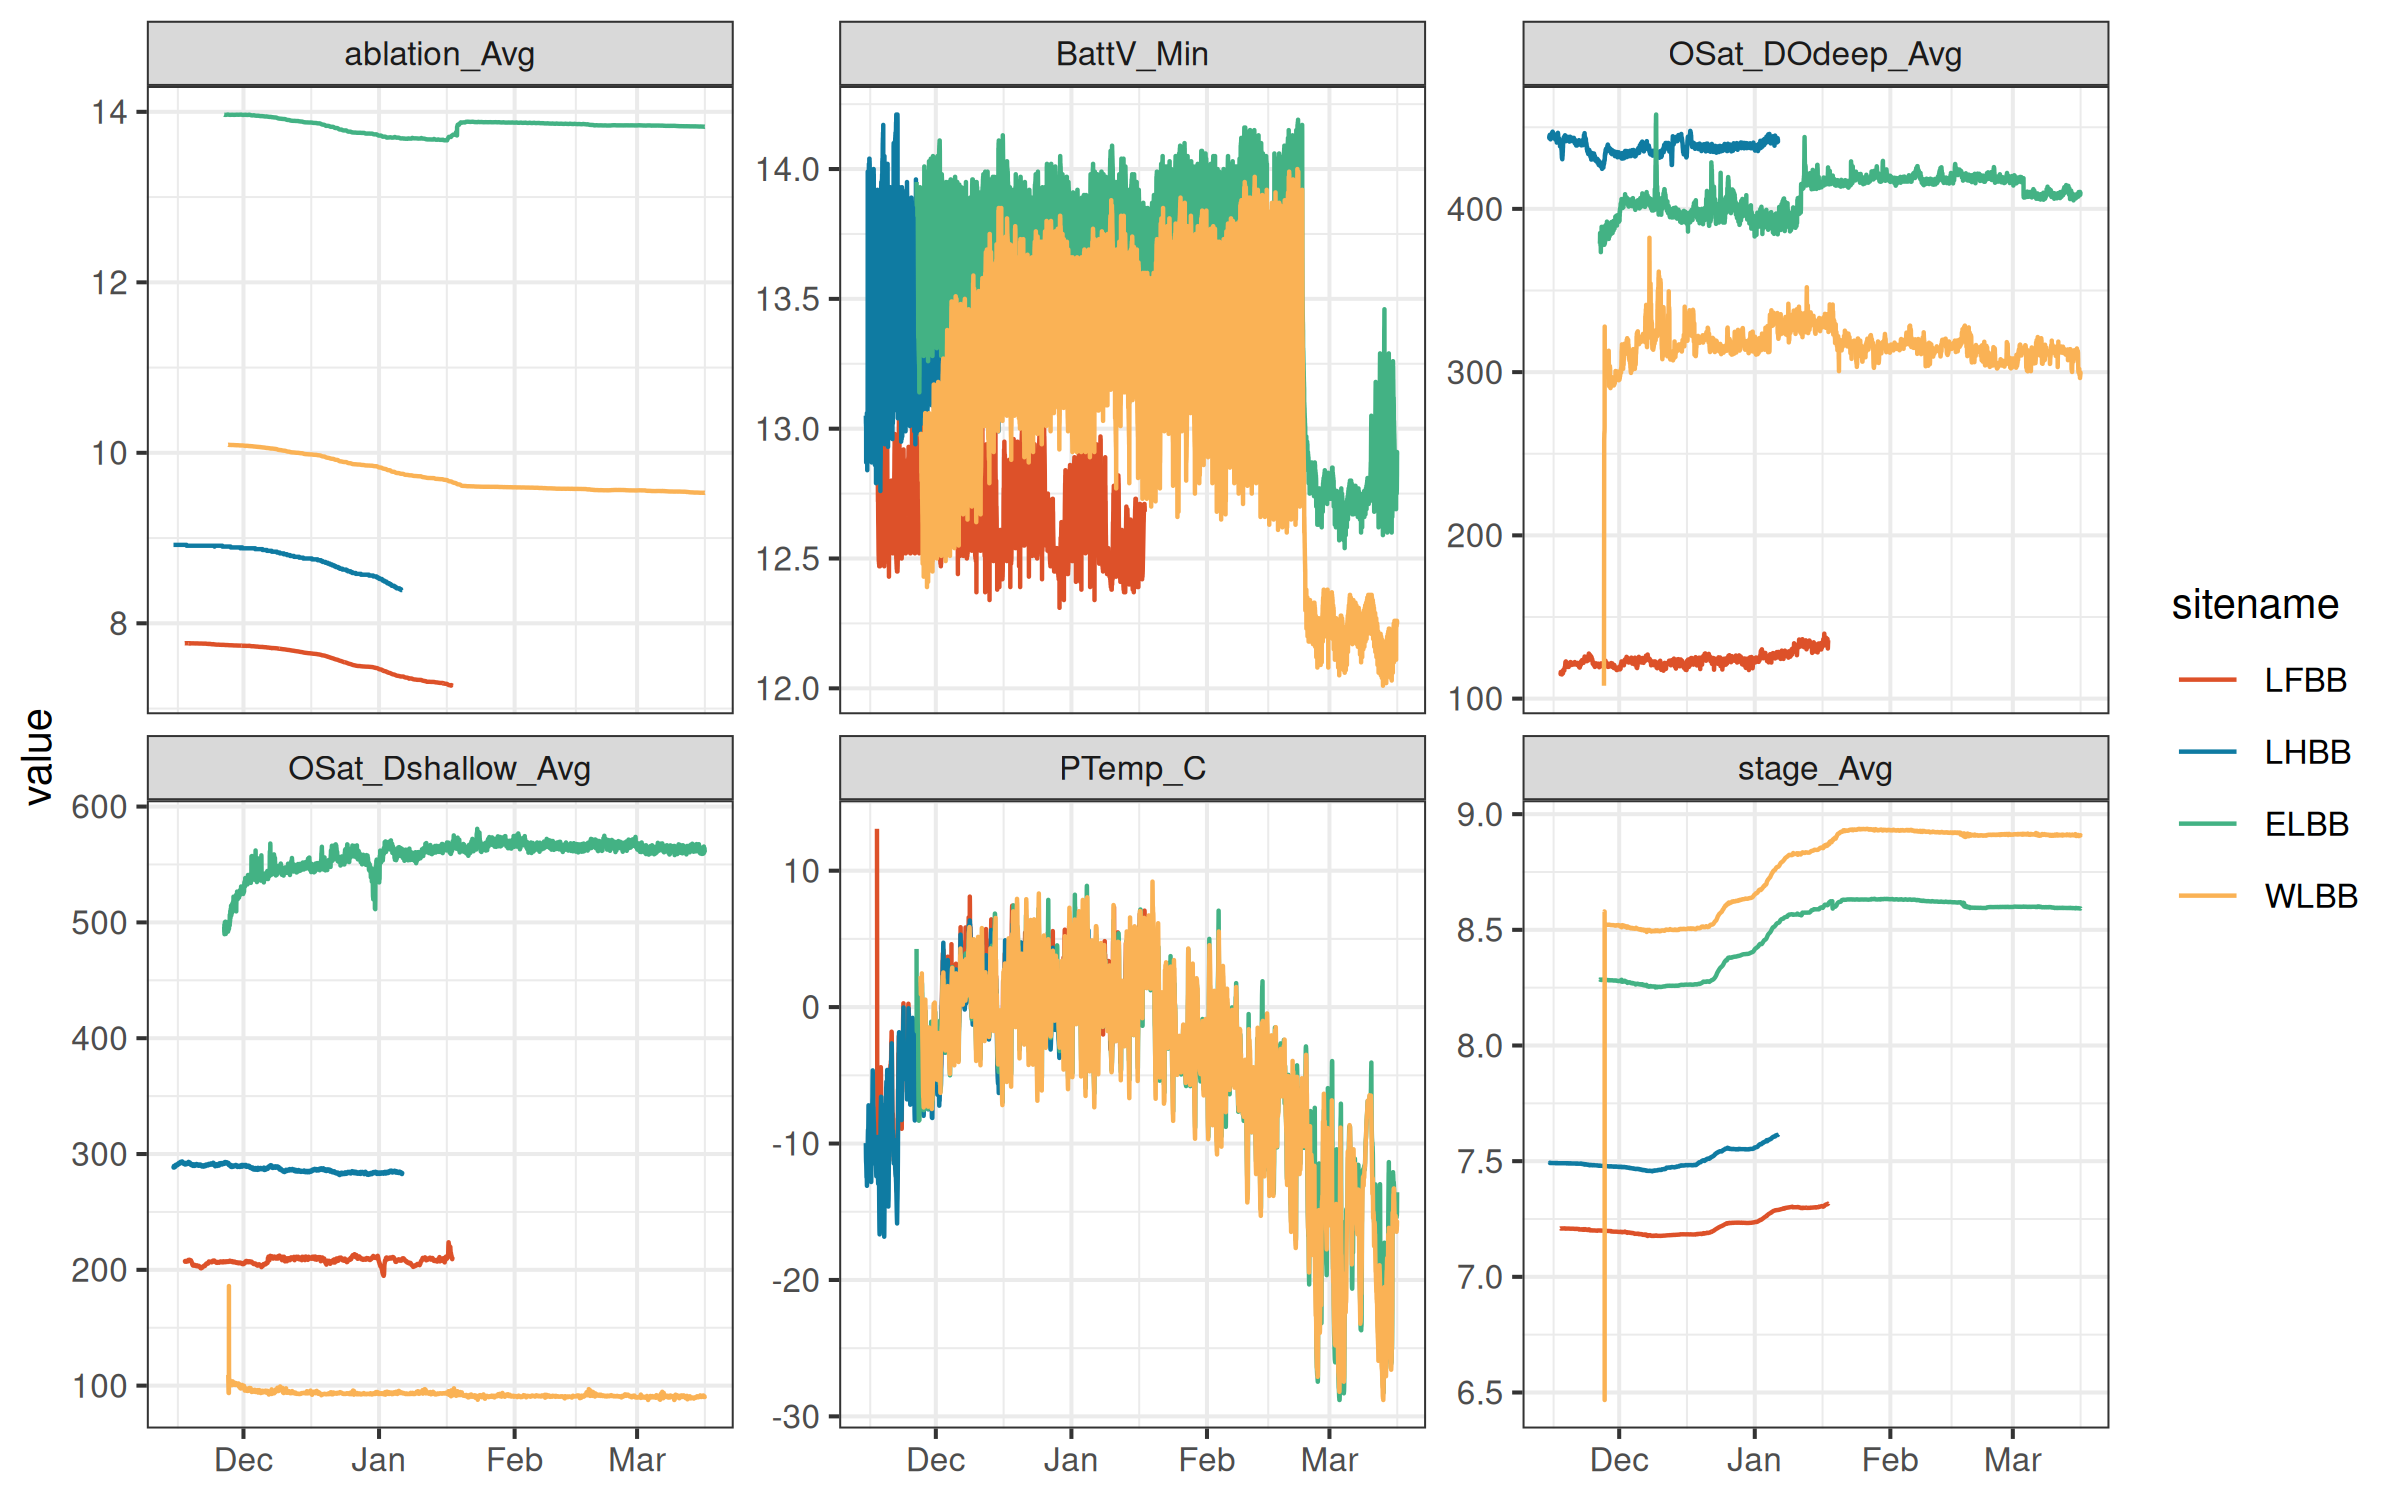 ablation_Avg
BattV_Min
OSat_DOdeep_Avg
14
12
10
8
14.0
13.5
13.0
12.5
12.0
400
300
200
100
value
OSat_Dshallow_Avg
PTemp_C
stage_Avg
600
500
400
300
200
100
10
0
-10
-20
-30
9.0
8.5
8.0
7.5
7.0
6.5
Dec Jan Feb Mar
Dec Jan Feb Mar
Dec Jan Feb Mar
sitename
LFBB
LHBB
ELBB
WLBB